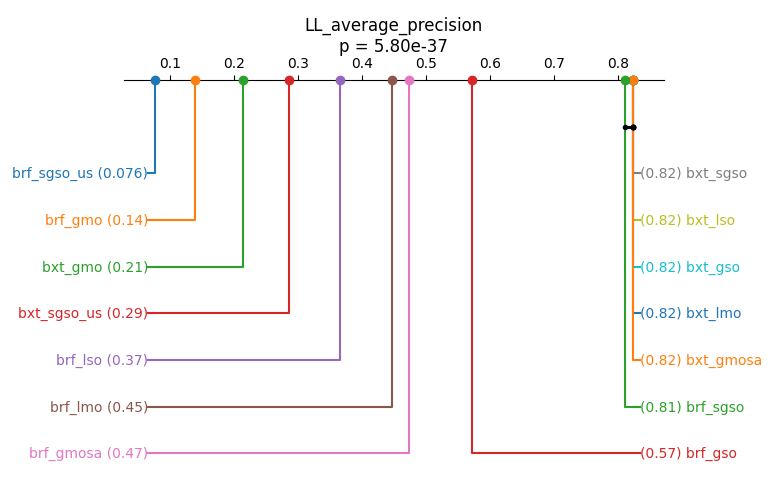 LL_average_precision
p = 5.80e-37
0.1 0.2 0.3 0.4 0.5 0.6 0.7 0.8
brf_sgso_us (0.076) (0.82) bxt_sgso
brf_gmo (0.14) (0.82) bxt_lso
bxt_gmo (0.21) (0.82) bxt_gso
bxt_sgso_us (0.29) (0.82) bxt_lmo
brf_lso (0.37) (0.82) bxt_gmosa
brf_lmo (0.45) (0.81) brf_sgso
brf_gmosa (0.47) (0.57) brf_gso